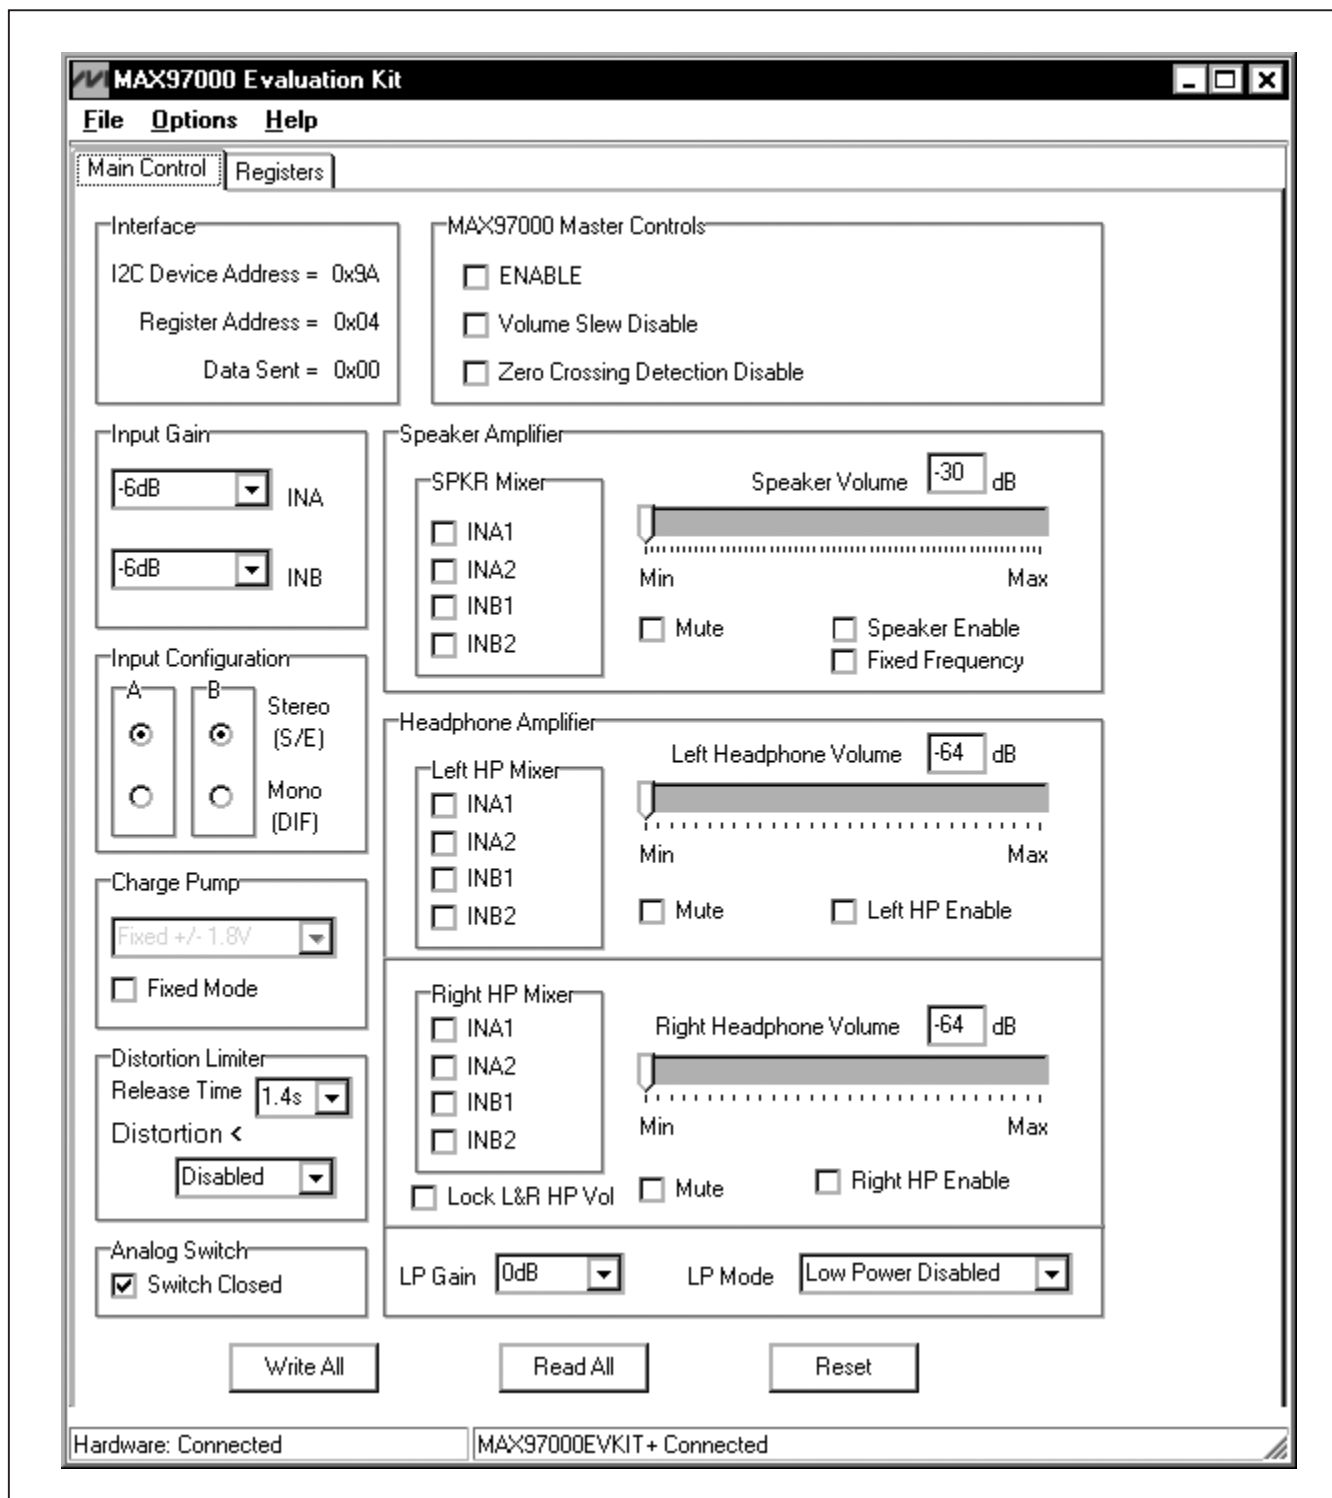 MAX97000 Evaluation Kit
File Options Help
Main Control Registers
Interface
I2C Device Address = 0x9A
Register Address = 0x04
Data Sent = 0x00
MAX97000 Master Controls
ENABLE
Volume Slew Disable
Zero Crossing Detection Disable
Input Gain
-6dB INA
-6dB INB
Speaker Amplifier
SPKR Mixer
INA1
INA2
INB1
INB2
Speaker Volume -30 dB
Min Max
Mute Speaker Enable
Fixed Frequency
Input Configuration
A B
Stereo
(S/E)
Mono
(DIF)
Headphone Amplifier
Left HP Mixer
INA1
INA2
INB1
INB2
Left Headphone Volume -64 dB
Min Max
Mute Left HP Enable
Charge Pump
Fixed +/- 1.8V
Fixed Mode
Right HP Mixer
INA1
INA2
INB1
INB2
Lock L&R HP Vol
Right Headphone Volume -64 dB
Min Max
Mute Right HP Enable
Distortion Limiter
Release Time 1.4s
Distortion <
Disabled
Analog Switch
Switch Closed
LP Gain 0dB LP Mode Low Power Disabled
Write All Read All Reset
Hardware: Connected MAX97000EVKIT+ Connected